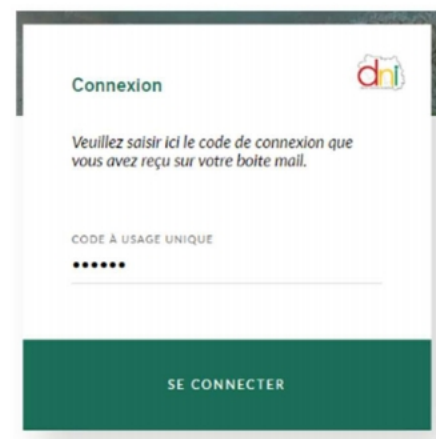 dni
Connexion
Veuillez saisir ici le code de connexion que
vous avez reçu sur votre boite mail.
CODE À USAGE UNIQUE
••••••
SE CONNECTER